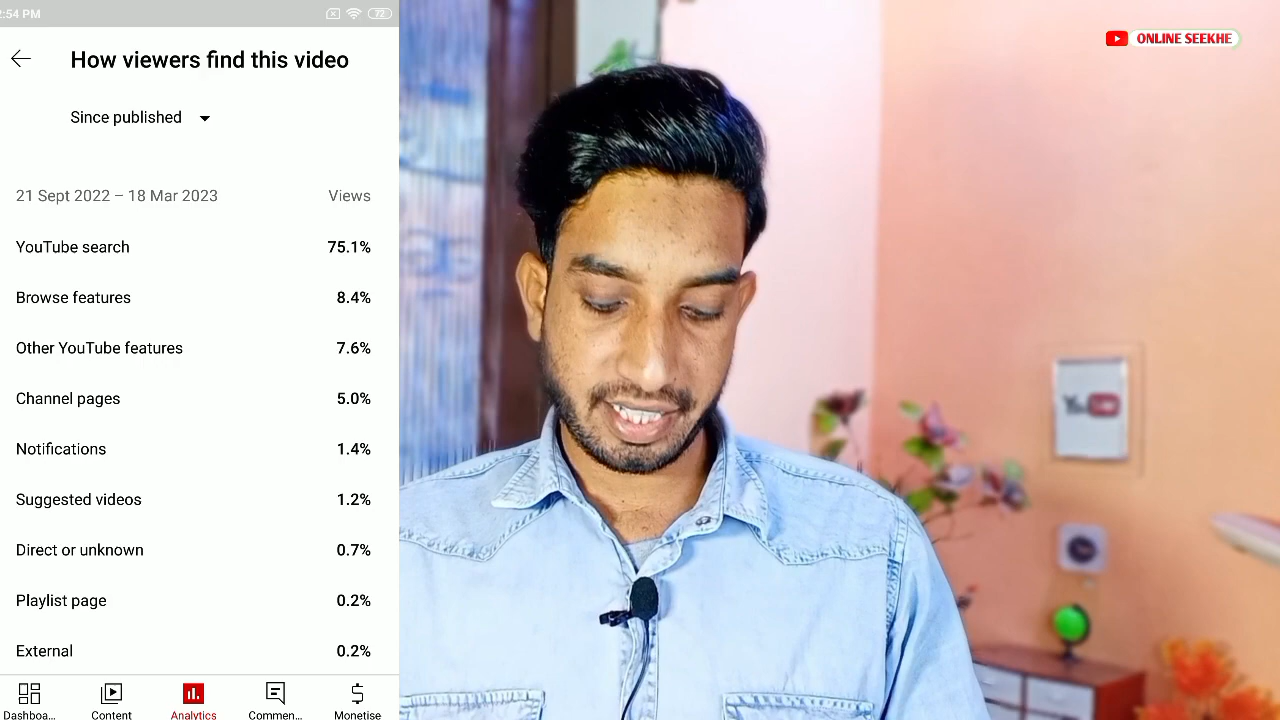 2:54 PM
72
How viewers find this video
Since published
21 Sept 2022 – 18 Mar 2023 Views
YouTube search 75.1%
Browse features 8.4%
Other YouTube features 7.6%
Channel pages 5.0%
Notifications 1.4%
Suggested videos 1.2%
Direct or unknown 0.7%
Playlist page 0.2%
External 0.2%
Dashboa...
Content
Analytics
Commen...
Monetise
ONLINE SEEKHE
You